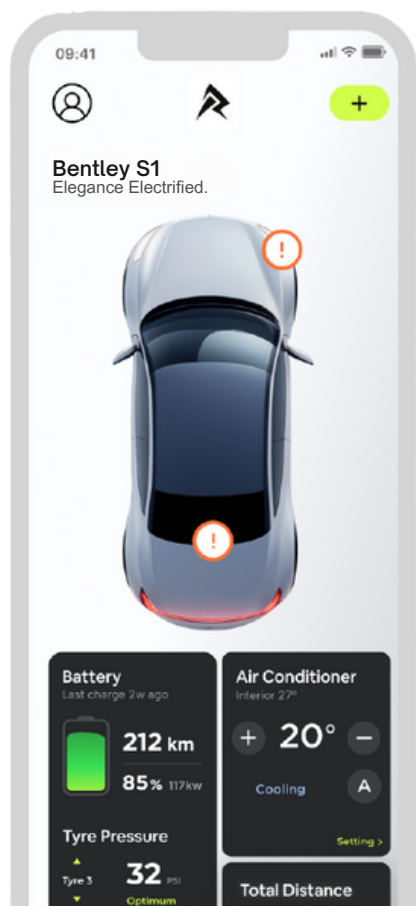 09:41
+
Bentley S1
Elegance Electrified.
!
!
Battery
Last charge 2w ago
212 km
85% 117kw
Tyre Pressure
Tyre 3
32 PSI
Optimum
Air Conditioner
Interior 27°
+ 20° −
Cooling
A
Setting >
Total Distance